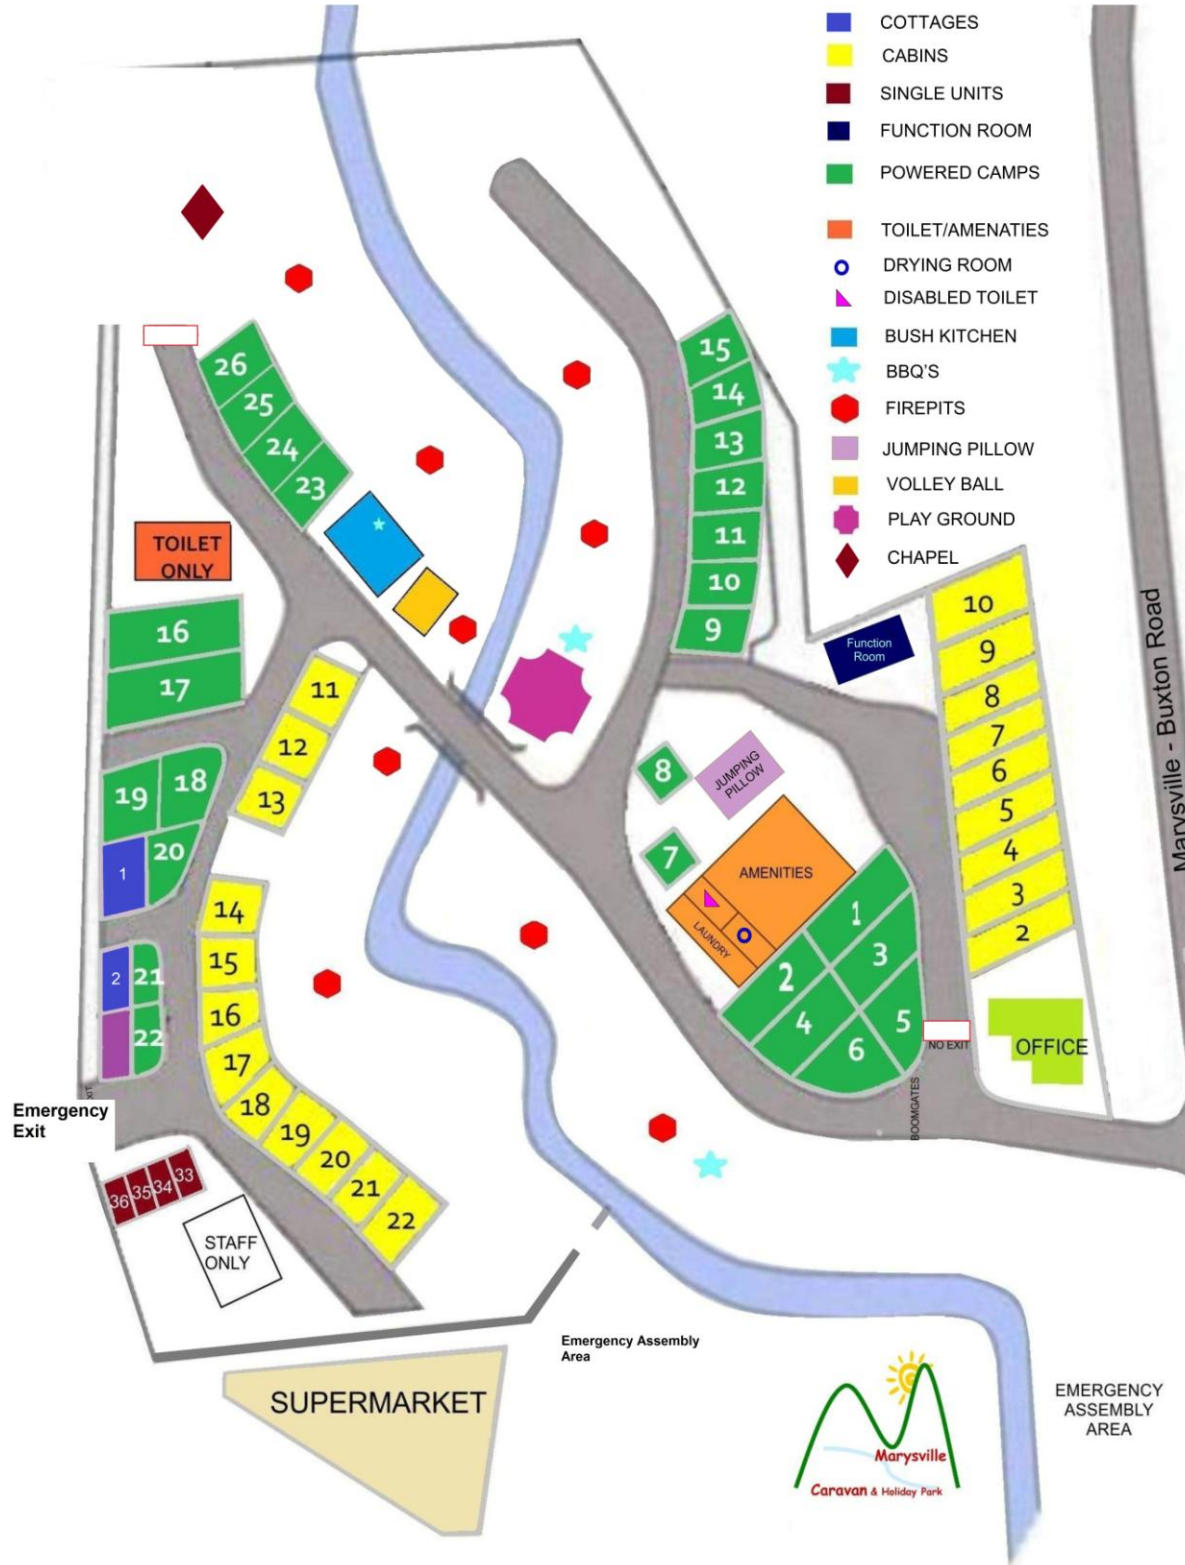 COTTAGES
CABINS
SINGLE UNITS
FUNCTION ROOM
POWERED CAMPS
TOILET/AMENATIES
DRYING ROOM
DISABLED TOILET
BUSH KITCHEN
BBQ'S
FIREPITS
JUMPING PILLOW
VOLLEY BALL
PLAY GROUND
CHAPEL
26
25
24
23
TOILET
ONLY
16
17
19
18
20
1
2
21
22
11
12
13
14
15
16
17
18
19
20
21
22
15
14
13
12
11
10
9
8
7
JUMPING
PILLOW
AMENITIES
LAUNDRY
1
2
3
4
5
6
Function
Room
10
9
8
7
6
5
4
3
2
Marysville - Buxton Road
NO EXIT
BOOMGATES
OFFICE
Emergency
Exit
36
35
34
33
STAFF
ONLY
SUPERMARKET
Emergency Assembly
Area
Marysville
Caravan & Holiday Park
EMERGENCY
ASSEMBLY
AREA